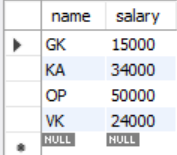 name salary
GK 15000
KA 34000
OP 50000
VK 24000
NULL NULL